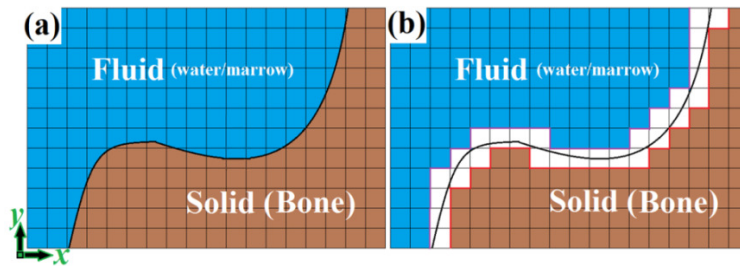 (a)
Fluid (water/marrow)
Solid (Bone)
y
x
(b)
Fluid (water/marrow)
Solid (Bone)